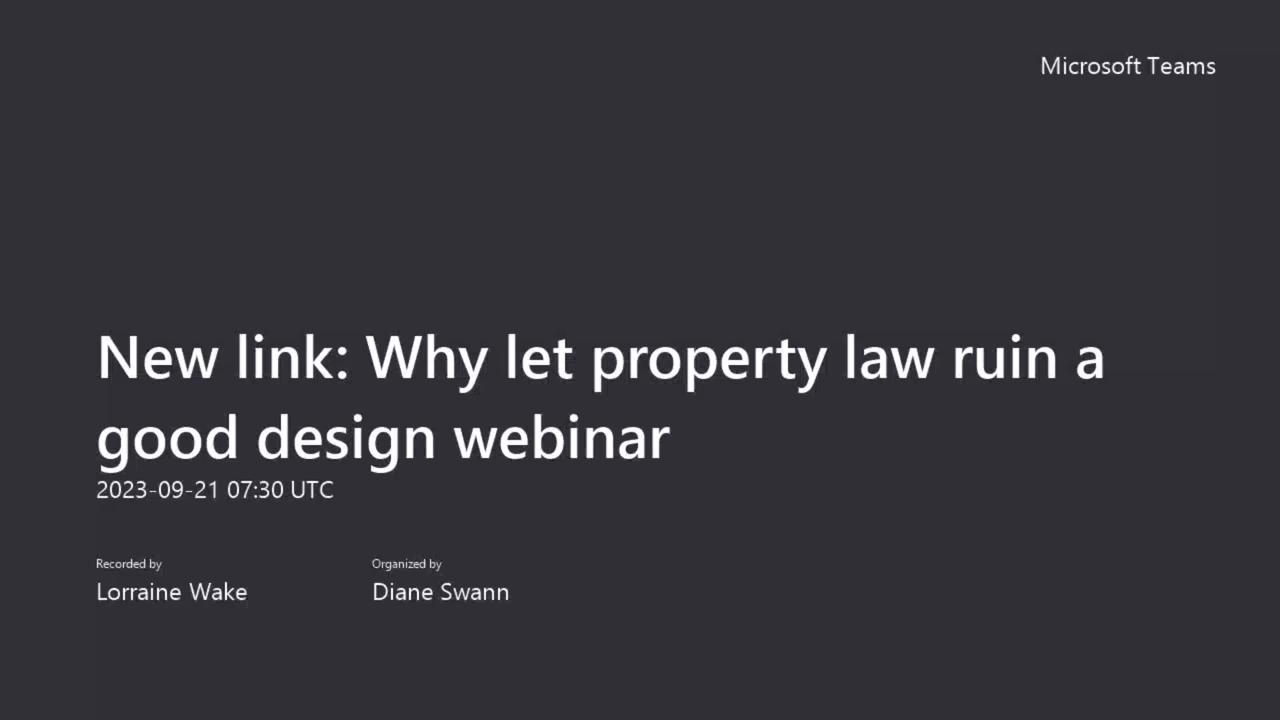 Microsoft Teams
New link: Why let property law ruin a
good design webinar
2023-09-21 07:30 UTC
Recorded by
Organized by
Lorraine Wake
Diane Swann